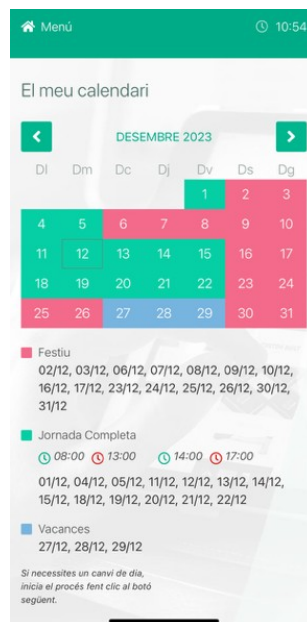 Menú 10:54
El meu calendari
DESEMBRE 2023
Dl Dm Dc Dj Dv Ds Dg
1 2 3
4 5 6 7 8 9 10
11 12 13 14 15 16 17
18 19 20 21 22 23 24
25 26 27 28 29 30 31
Festiu
02/12, 03/12, 06/12, 07/12, 08/12, 09/12, 10/12,
16/12, 17/12, 23/12, 24/12, 25/12, 26/12, 30/12,
31/12
Jornada Completa
08:00 13:00 14:00 17:00
01/12, 04/12, 05/12, 11/12, 12/12, 13/12, 14/12,
15/12, 18/12, 19/12, 20/12, 21/12, 22/12
Vacances
27/12, 28/12, 29/12
Si necessites un canvi de dia,
inicia el procés fent clic al botó
següent.